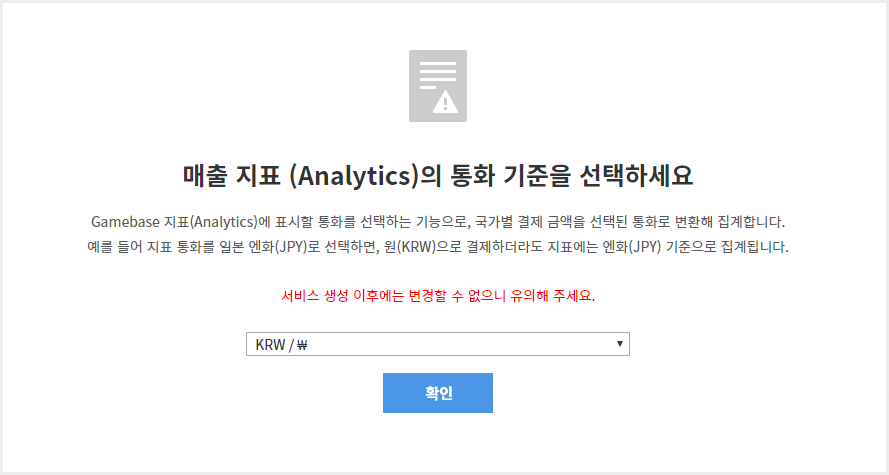 매출 지표 (Analytics)의 통화 기준을 선택하세요
Gamebase 지표(Analytics)에 표시할 통화를 선택하는 기능으로, 국가별 결제 금액을 선택된 통화로 변환해 집계합니다.
예를 들어 지표 통화를 일본 엔화(JPY)로 선택하면, 원(KRW)으로 결제하더라도 지표에는 엔화(JPY) 기준으로 집계됩니다.
서비스 생성 이후에는 변경할 수 없으니 유의해 주세요.
KRW / ₩
확인